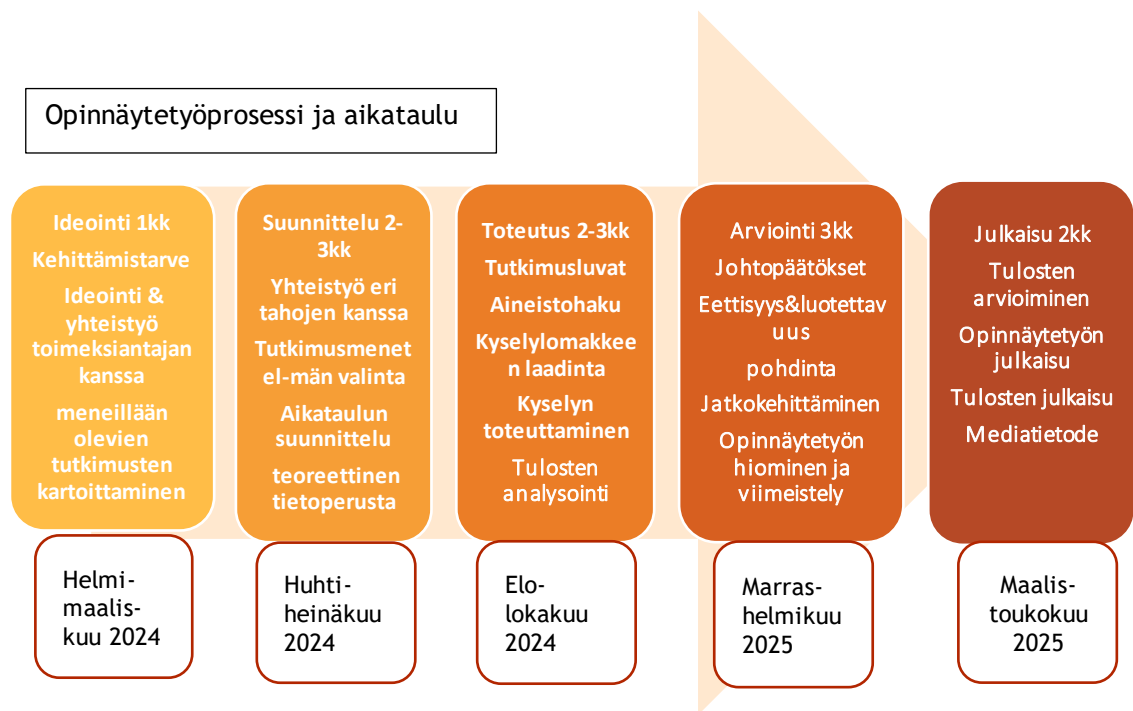 Opinnäytetyöprosessi ja aikataulu
Ideointi 1kk
Kehittämistarve
Ideointi &
yhteistyö
toimeksiantajan
kanssa
meneillään
olevien
tutkimusten
kartoittaminen
Suunnittelu 2-
3kk
Yhteistyö eri
tahojen kanssa
Tutkimusmenet
el-män valinta
Aikataulun
suunnittelu
teoreettinen
tietoperusta
Toteutus 2-3kk
Tutkimusluvat
Aineistohaku
Kyselylomakkee
n laadinta
Kyselyn
toteuttaminen
Tulosten
analysointi
Arviointi 3kk
Johtopäätökset
Eettisyys&luotettav
uus
pohdinta
Jatkokehittäminen
Opinnäytetyön
hiominen ja
viimeistely
Julkaisu 2kk
Tulosten
arvioiminen
Opinnäytetyön
julkaisu
Tulosten julkaisu
Mediatietode
Helmi-
maalis-
kuu 2024
Huhti-
heinäkuu
2024
Elo-
lokakuu
2024
Marras-
helmikuu
2025
Maalis-
toukokuu
2025